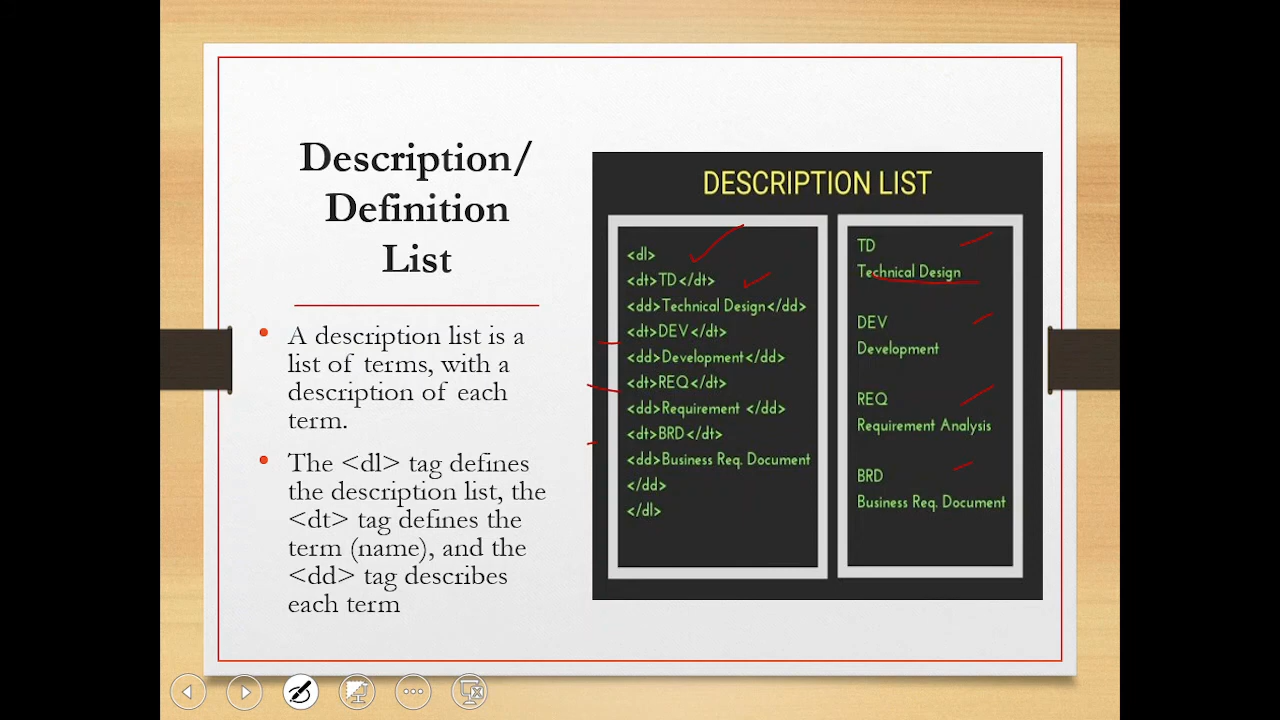 Description/
Definition
List
• A description list is a
list of terms, with a
description of each
term.
• The <dl> tag defines
the description list, the
<dt> tag defines the
term (name), and the
<dd> tag describes
each term
DESCRIPTION LIST
<dl>
<dt>TD</dt>
<dd>Technical Design</dd>
<dt>DEV</dt>
<dd>Development</dd>
<dt>REQ</dt>
<dd>Requirement </dd>
<dt>BRD</dt>
<dd>Business Req. Document
</dd>
</dl>
TD
Technical Design
DEV
Development
REQ
Requirement Analysis
BRD
Business Req. Document